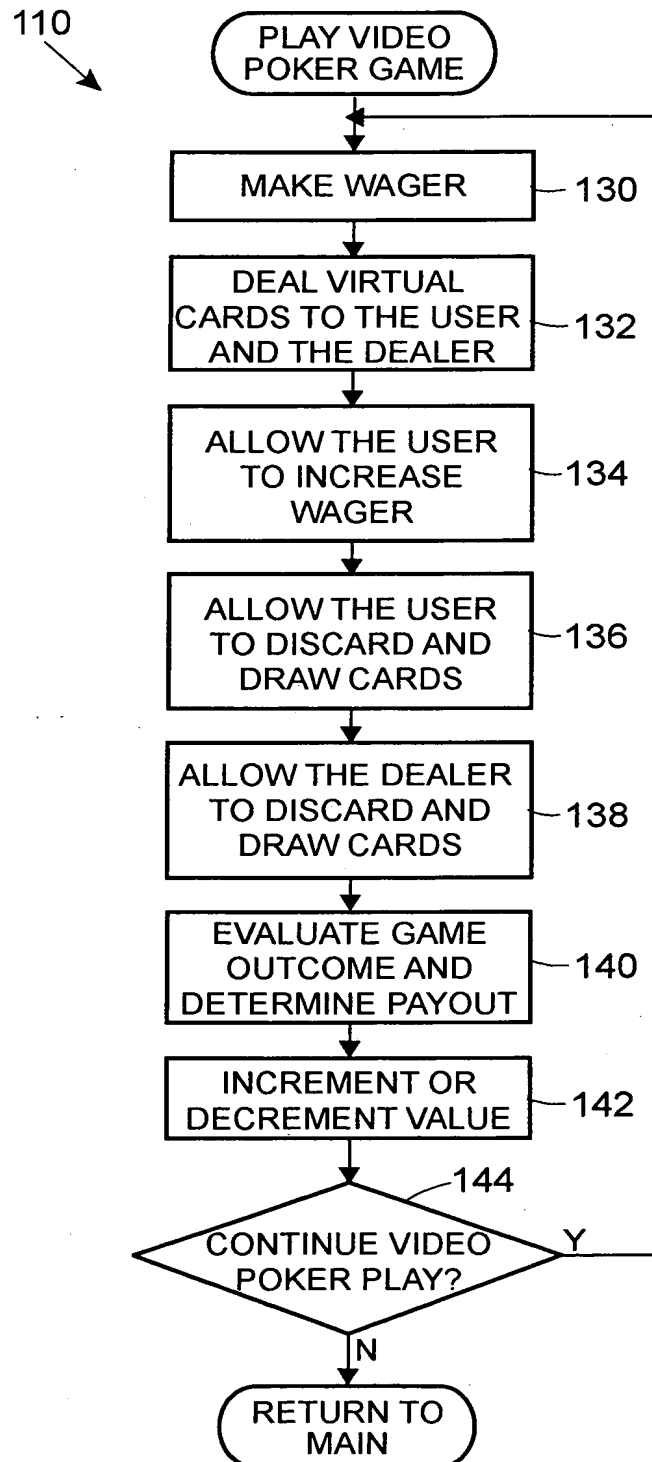 110
PLAY VIDEO
POKER GAME
MAKE WAGER
130
DEAL VIRTUAL
CARDS TO THE USER
AND THE DEALER
132
ALLOW THE USER
TO INCREASE
WAGER
134
ALLOW THE USER
TO DISCARD AND
DRAW CARDS
136
ALLOW THE DEALER
TO DISCARD AND
DRAW CARDS
138
EVALUATE GAME
OUTCOME AND
DETERMINE PAYOUT
140
INCREMENT OR
DECREMENT VALUE
142
144
CONTINUE VIDEO
POKER PLAY?
Y
N
RETURN TO
MAIN